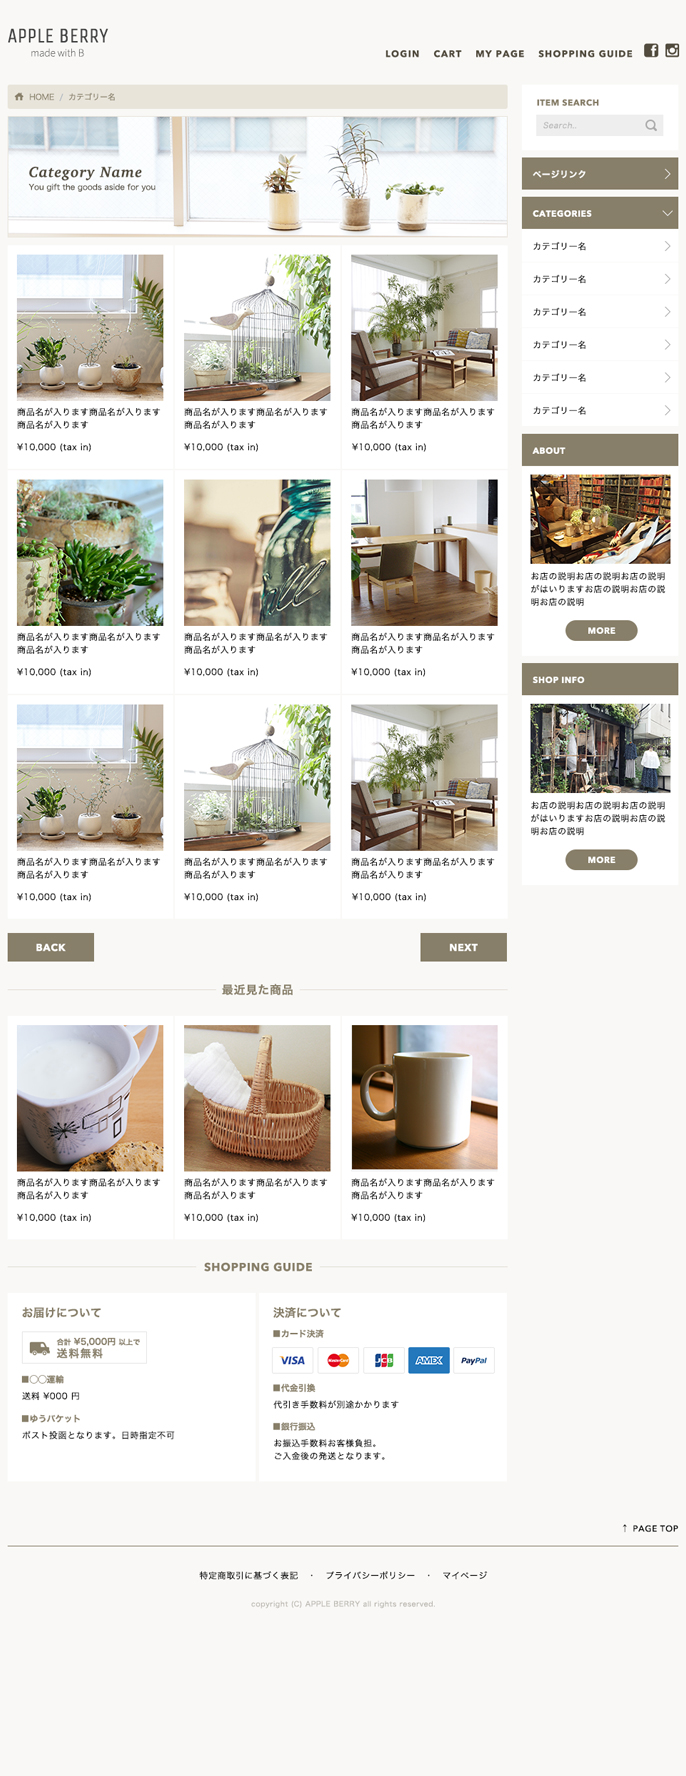 APPLE BERRY
made with B
LOGIN CART MY PAGE SHOPPING GUIDE
HOME / カテゴリー名
Category Name
You gift the goods aside for you
商品名が入ります商品名が入ります
商品名が入ります
¥10,000 (tax in)
商品名が入ります商品名が入ります
商品名が入ります
¥10,000 (tax in)
商品名が入ります商品名が入ります
商品名が入ります
¥10,000 (tax in)
商品名が入ります商品名が入ります
商品名が入ります
¥10,000 (tax in)
商品名が入ります商品名が入ります
商品名が入ります
¥10,000 (tax in)
商品名が入ります商品名が入ります
商品名が入ります
¥10,000 (tax in)
商品名が入ります商品名が入ります
商品名が入ります
¥10,000 (tax in)
商品名が入ります商品名が入ります
商品名が入ります
¥10,000 (tax in)
商品名が入ります商品名が入ります
商品名が入ります
¥10,000 (tax in)
BACK
NEXT
最近見た商品
商品名が入ります商品名が入ります
商品名が入ります
¥10,000 (tax in)
商品名が入ります商品名が入ります
商品名が入ります
¥10,000 (tax in)
商品名が入ります商品名が入ります
商品名が入ります
¥10,000 (tax in)
SHOPPING GUIDE
お届けについて
合計 ¥5,000円 以上で
送料無料
■◯◯運輸
送料 ¥000 円
■ゆうパケット
ポスト投函となります。日時指定不可
決済について
■カード決済
VISA MasterCard JCB AMEX PayPal
■代金引換
代引き手数料が別途かかります
■銀行振込
お振込手数料お客様負担。
ご入金後の発送となります。
ITEM SEARCH
Search..
ページリンク
CATEGORIES
カテゴリー名
カテゴリー名
カテゴリー名
カテゴリー名
カテゴリー名
カテゴリー名
ABOUT
お店の説明お店の説明お店の説明
がはいりますお店の説明お店の説
明お店の説明
MORE
SHOP INFO
お店の説明お店の説明お店の説明
がはいりますお店の説明お店の説
明お店の説明
MORE
↑ PAGE TOP
特定商取引に基づく表記 ・ プライバシーポリシー ・ マイページ
copyright (C) APPLE BERRY all rights reserved.